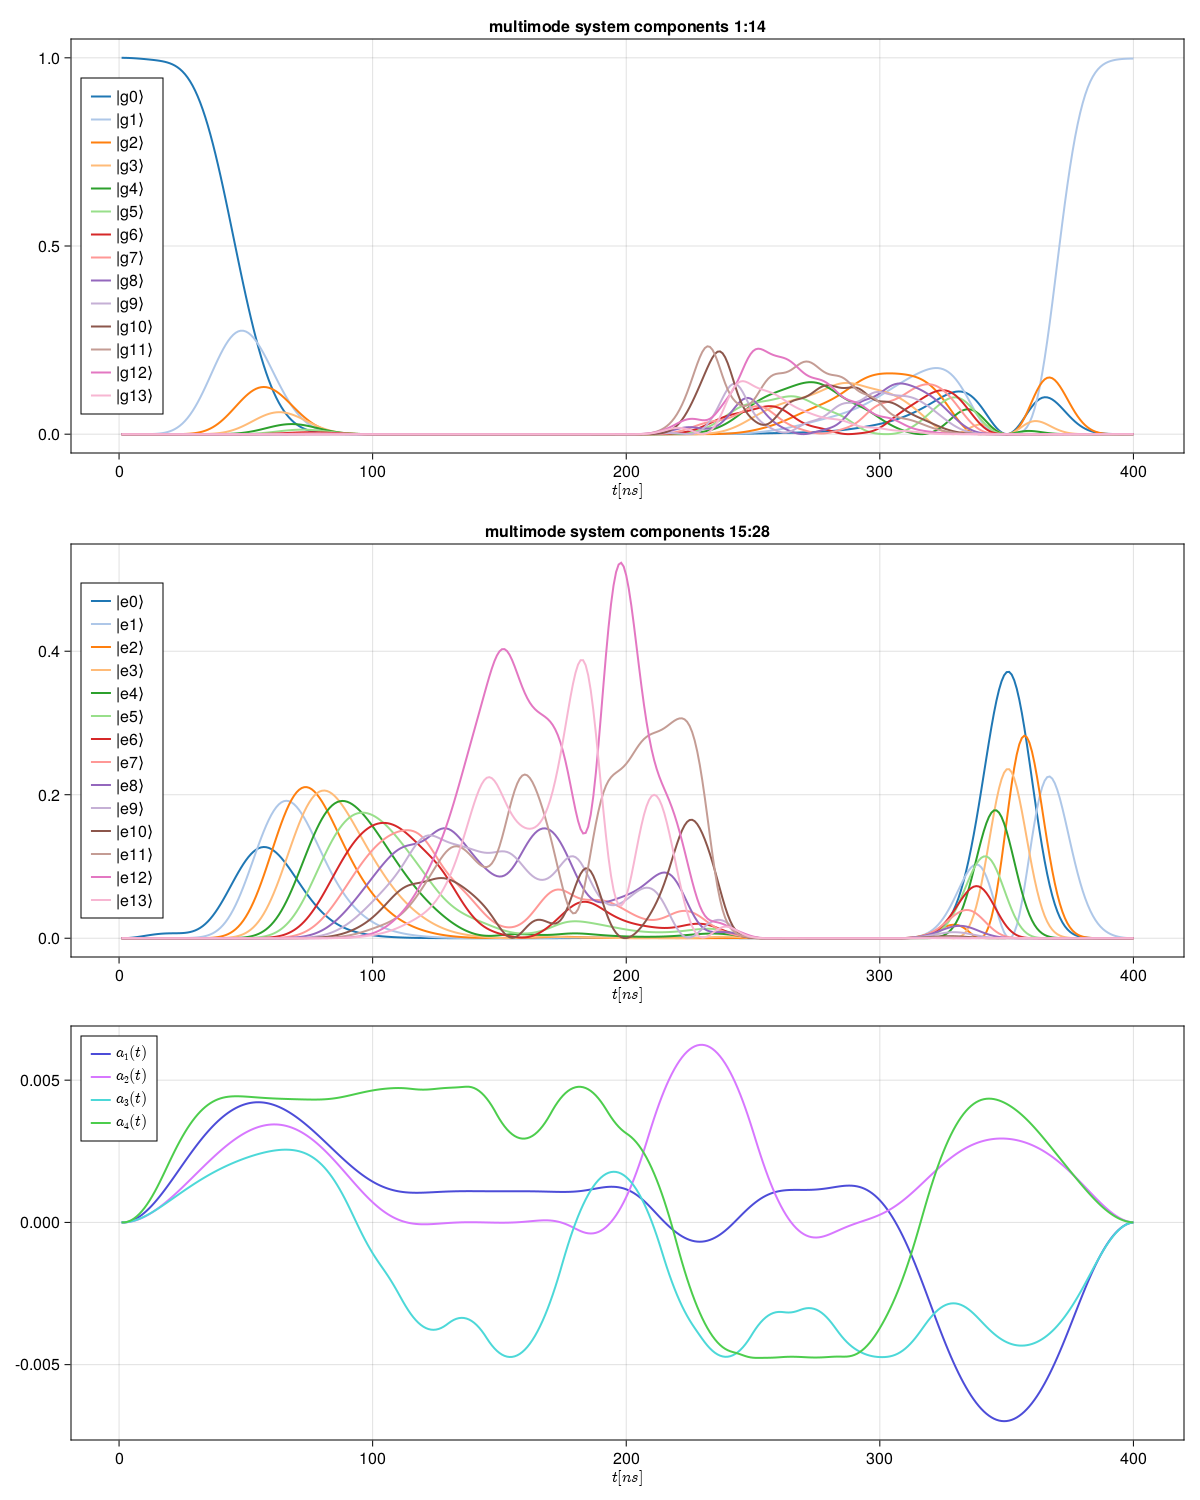 multimode system components 1:14
1.0
0.5
0.0
|g0⟩
|g1⟩
|g2⟩
|g3⟩
|g4⟩
|g5⟩
|g6⟩
|g7⟩
|g8⟩
|g9⟩
|g10⟩
|g11⟩
|g12⟩
|g13⟩
0 100 200 300 400
t[ns]
multimode system components 15:28
0.4
0.2
0.0
|e0⟩
|e1⟩
|e2⟩
|e3⟩
|e4⟩
|e5⟩
|e6⟩
|e7⟩
|e8⟩
|e9⟩
|e10⟩
|e11⟩
|e12⟩
|e13⟩
0 100 200 300 400
t[ns]
0.005
0.000
-0.005
a₁(t)
a₂(t)
a₃(t)
a₄(t)
0 100 200 300 400
t[ns]